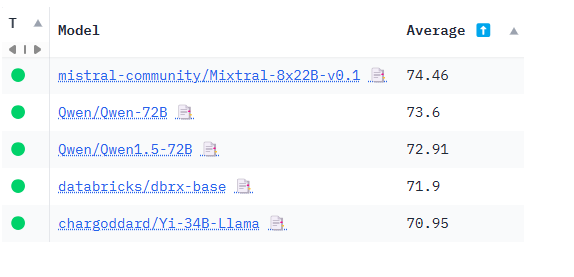 T Model Average
mistral-community/Mixtral-8x22B-v0.1 74.46
Qwen/Qwen-72B 73.6
Qwen/Qwen1.5-72B 72.91
databricks/dbrx-base 71.9
chargoddard/Yi-34B-Llama 70.95